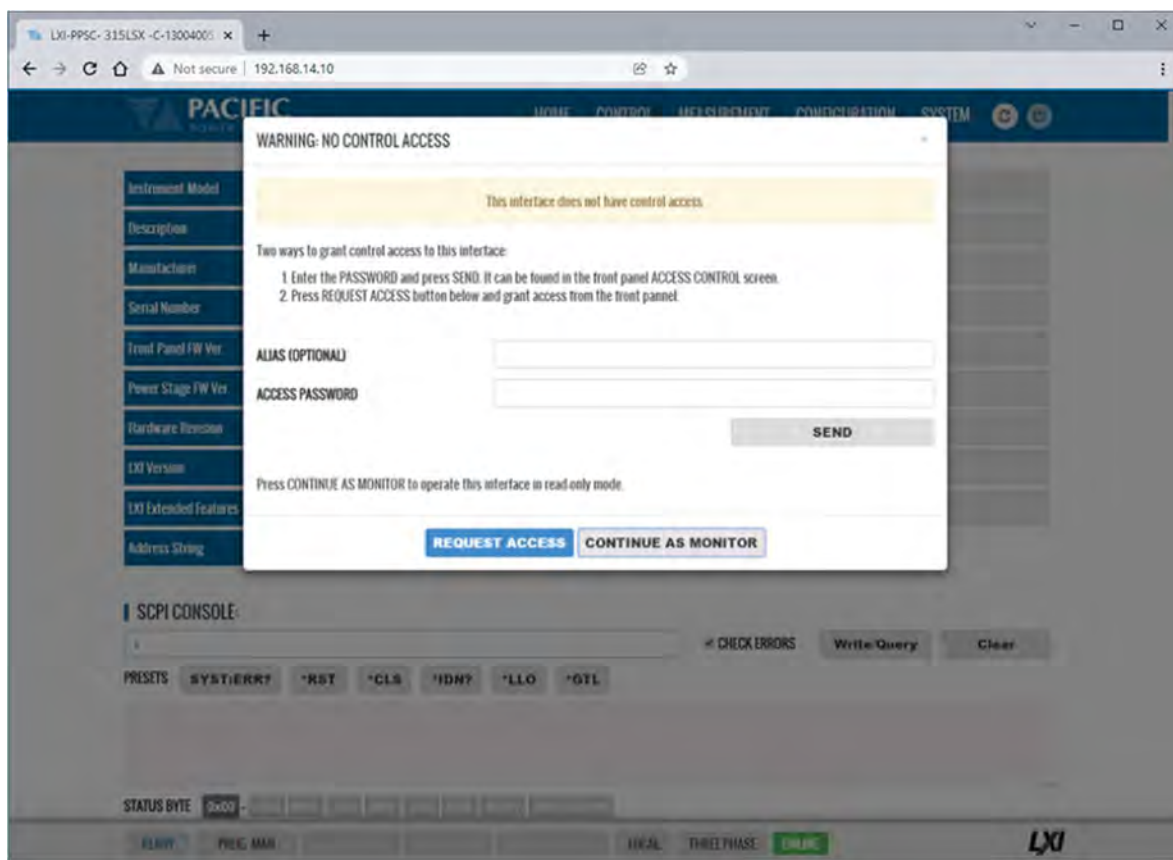 LXI-PPSC- 315LSX -C-13004005
Not secure | 192.168.14.10
PACIFIC
HOME CONTROL MEASUREMENT CONFIGURATION SYSTEM
WARNING: NO CONTROL ACCESS
This interface does not have control access.
Two ways to grant control access to this interface:
1. Enter the PASSWORD and press SEND. It can be found in the front panel ACCESS CONTROL screen.
2. Press REQUEST ACCESS button below and grant access from the front pannel.
ALIAS (OPTIONAL)
ACCESS PASSWORD
SEND
Press CONTINUE AS MONITOR to operate this interface in read-only mode.
REQUEST ACCESS CONTINUE AS MONITOR
Instrument Model
Description
Manufacturer
Serial Number
Front Panel FW Ver.
Power Stage FW Ver.
Hardware Revision
LXI Version
LXI Extended Features
Address String
SCPI CONSOLE:
CHECK ERRORS Write/Query Clear
PRESETS SYST:ERR? *RST *CLS *IDN? *LLO *GTL
STATUS BYTE 0x00 -
PROG. MAN LOCAL THREE PHASE ONLINE LXI